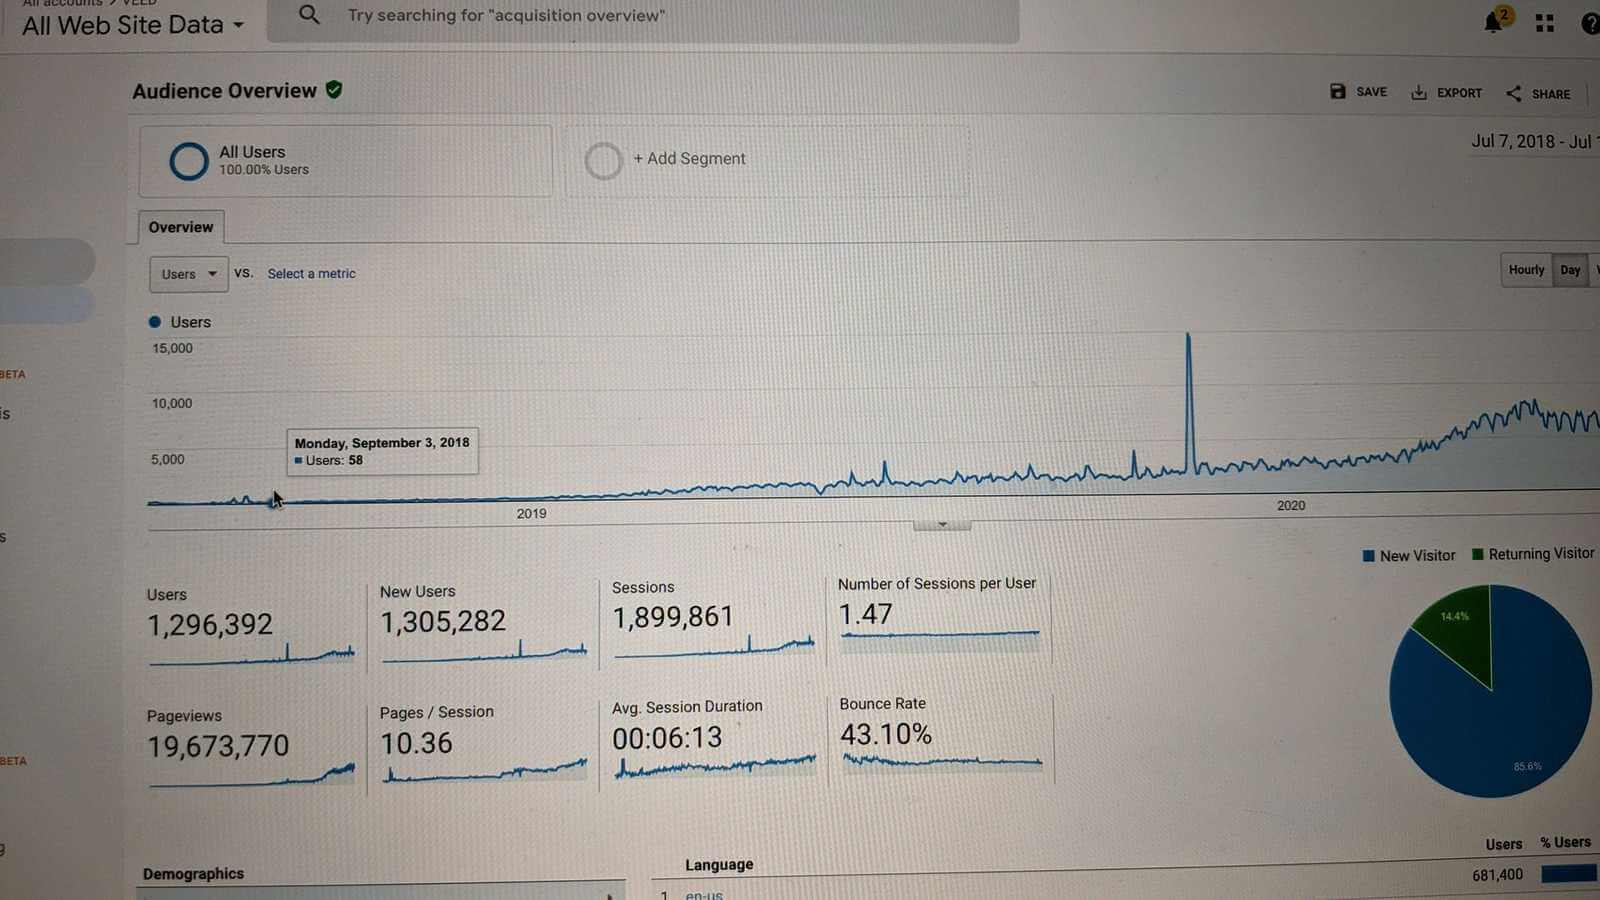 All accounts > VEED
All Web Site Data
Try searching for "acquisition overview"
2
Audience Overview
SAVE
EXPORT
SHARE
All Users
100.00% Users
+ Add Segment
Jul 7, 2018 - Jul
Overview
Users
vs.
Select a metric
Hourly
Day
Users
15,000
10,000
5,000
Monday, September 3, 2018
Users: 58
2019
2020
BETA
is
s
BETA
g
New Visitor
Returning Visitor
14.4%
85.6%
Users
1,296,392
New Users
1,305,282
Sessions
1,899,861
Number of Sessions per User
1.47
Pageviews
19,673,770
Pages / Session
10.36
Avg. Session Duration
00:06:13
Bounce Rate
43.10%
Demographics
Language
Users
% Users
1
en-us
681,400